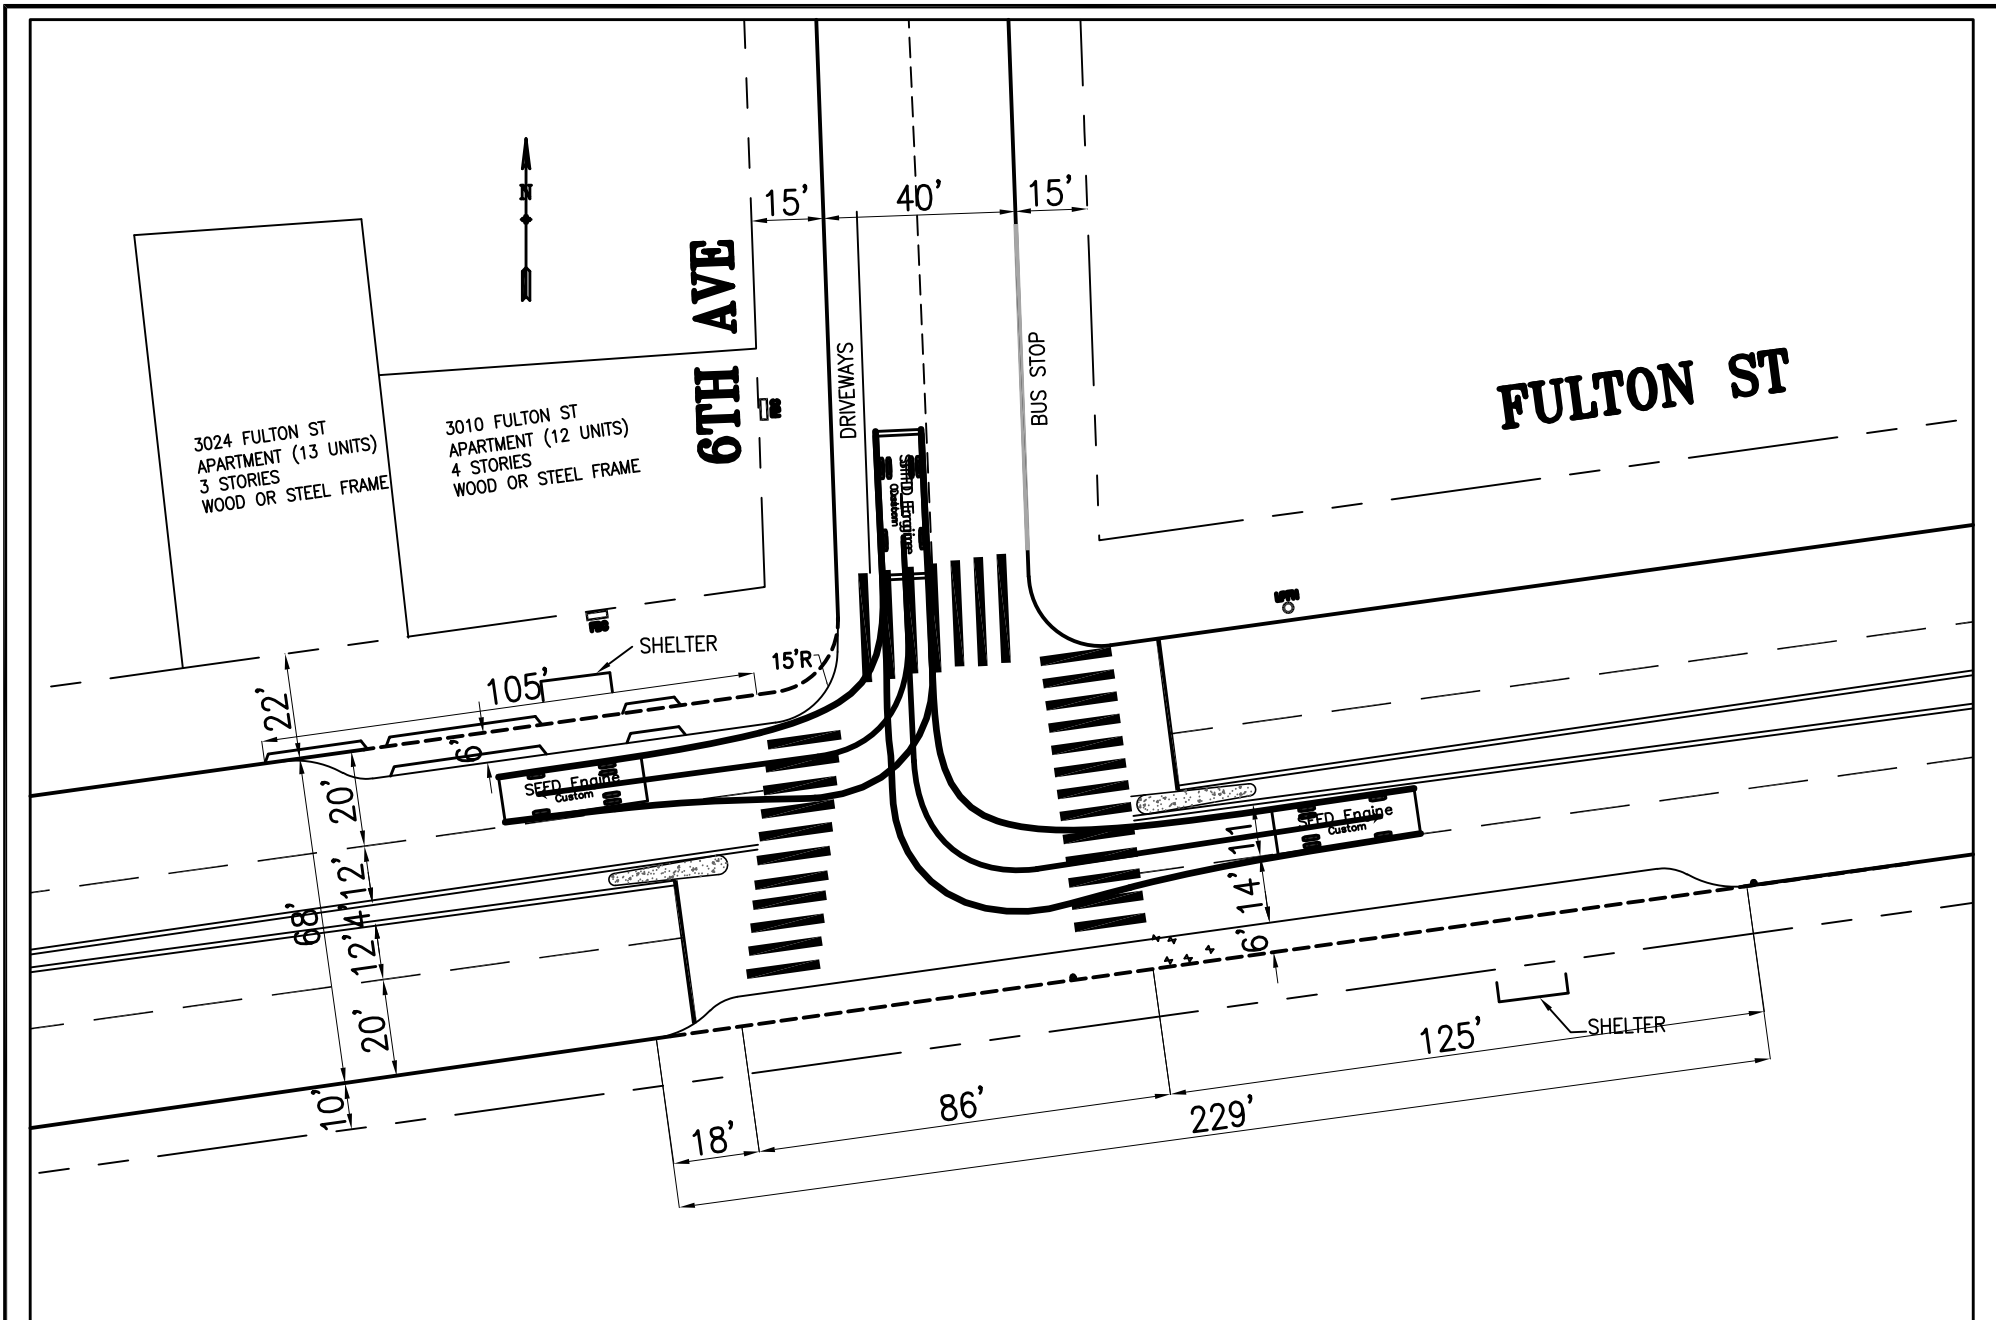 N
15'
40'
15'
6TH AVE
DRIVEWAYS
BUS STOP
FULTON ST
3024 FULTON ST
APARTMENT (13 UNITS)
3 STORIES
WOOD OR STEEL FRAME
3010 FULTON ST
APARTMENT (12 UNITS)
4 STORIES
WOOD OR STEEL FRAME
SHELTER
15'R
22'
105'
6'
SFFD Engine
Custom
SFFD Engine
Custom
SFFD Engine
Custom
20'
12'
68'
4'
12'
20'
10'
11
14'
6'
SHELTER
125'
86'
229'
18'